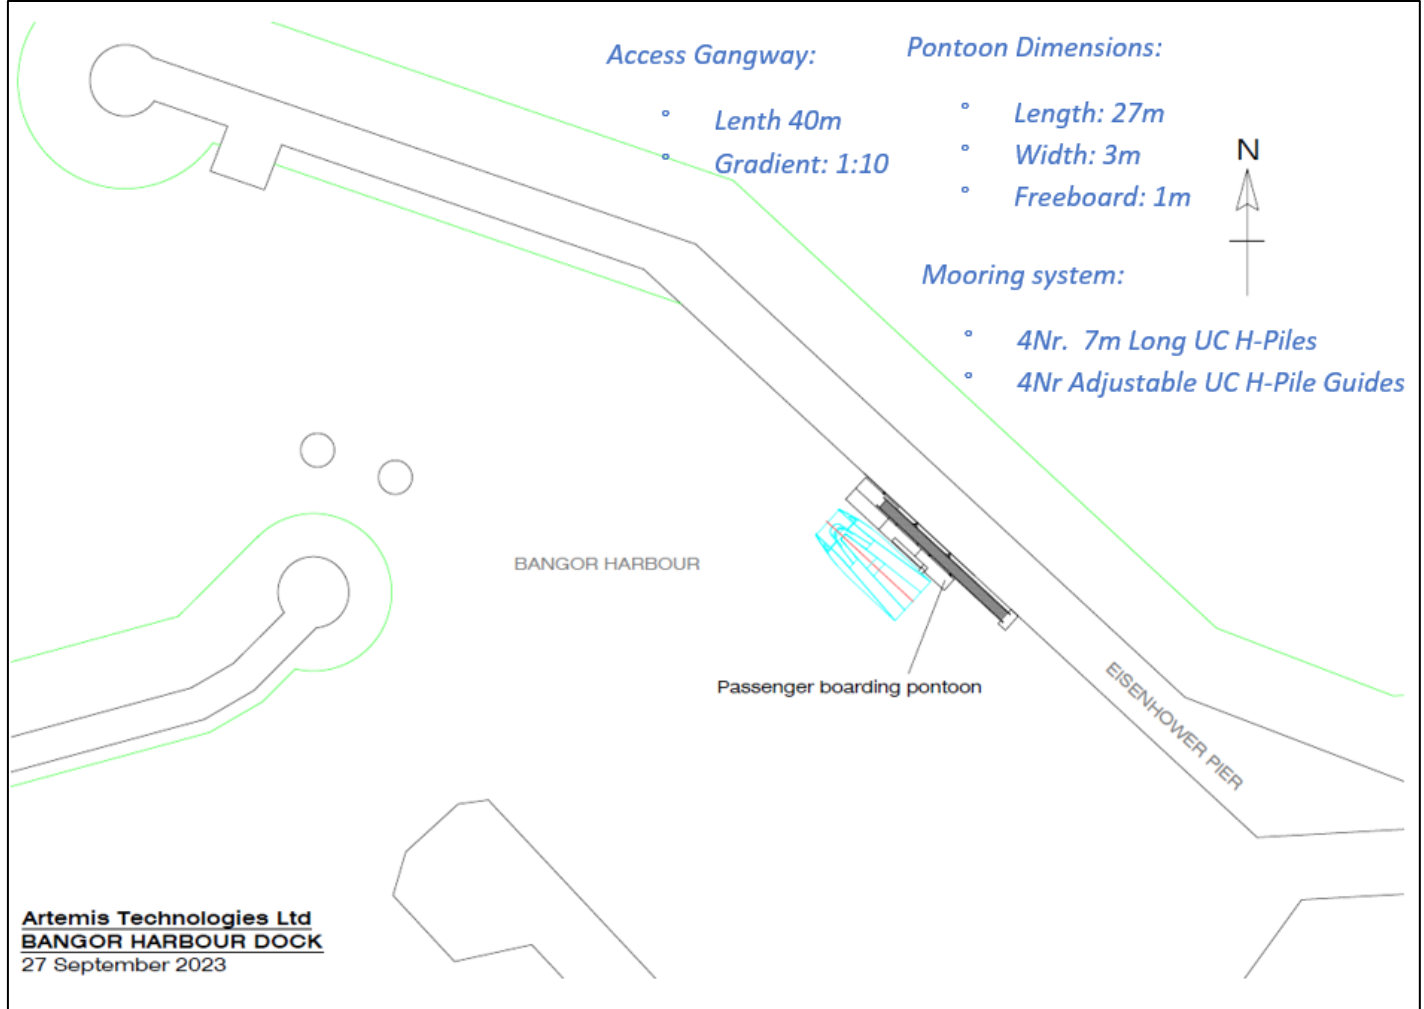 Access Gangway:
° Lenth 40m
° Gradient: 1:10
Pontoon Dimensions:
° Length: 27m
° Width: 3m
° Freeboard: 1m
N
Mooring system:
° 4Nr. 7m Long UC H-Piles
° 4Nr Adjustable UC H-Pile Guides
BANGOR HARBOUR
Passenger boarding pontoon
EISENHOWER PIER
Artemis Technologies Ltd
BANGOR HARBOUR DOCK
27 September 2023